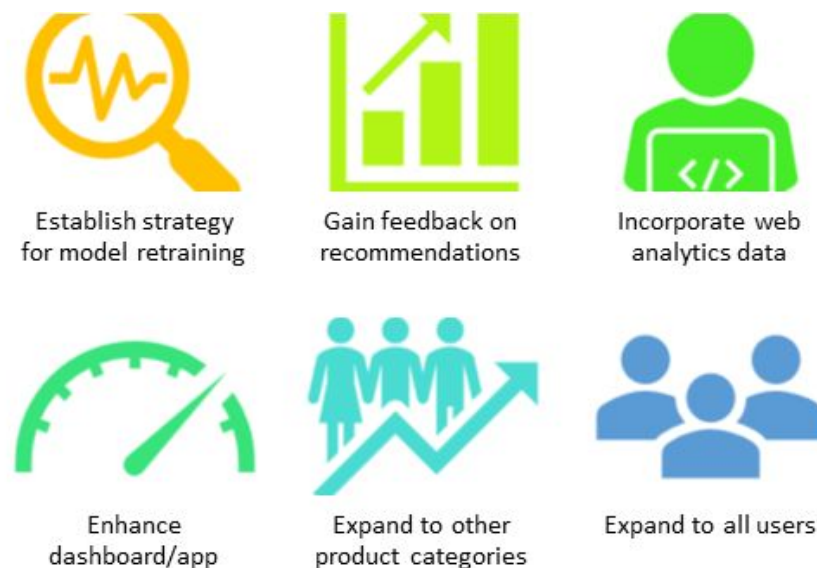 Establish strategy
for model retraining
Gain feedback on
recommendations
</>
Incorporate web
analytics data
Enhance
dashboard/app
Expand to other
product categories
Expand to all users